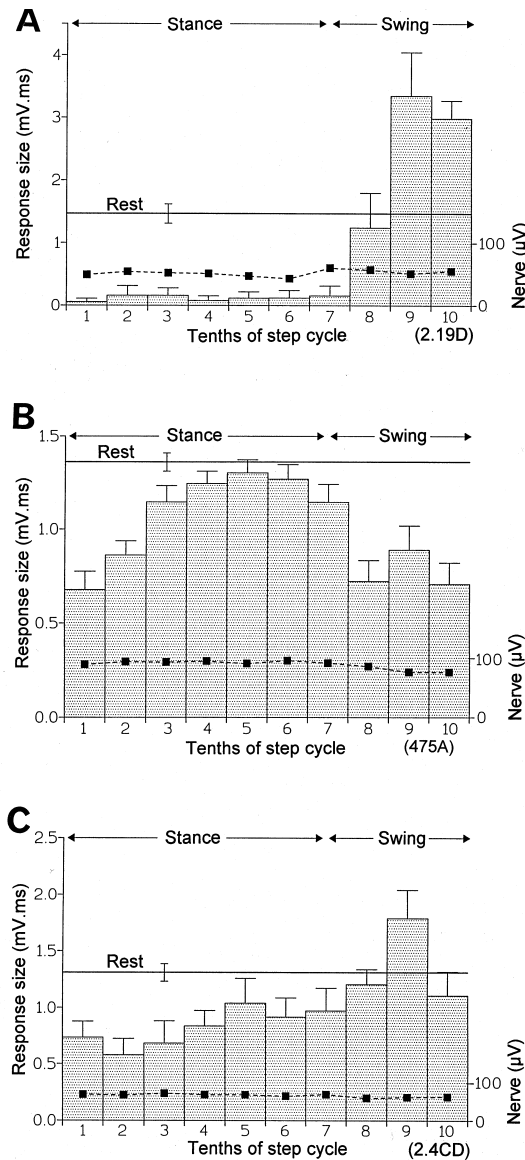 A
Stance Swing
4
3
2
1
0
Response size (mV.ms)
Rest
100
0
Nerve (µV)
1 2 3 4 5 6 7 8 9 10
Tenths of step cycle (2.19D)
B
Stance Swing
1.5
1.0
0.5
0.0
Response size (mV.ms)
Rest
100
0
Nerve (µV)
1 2 3 4 5 6 7 8 9 10
Tenths of step cycle (475A)
C
Stance Swing
2.5
2.0
1.5
1.0
0.5
0.0
Response size (mV.ms)
Rest
100
0
Nerve (µV)
1 2 3 4 5 6 7 8 9 10
Tenths of step cycle (2.4CD)